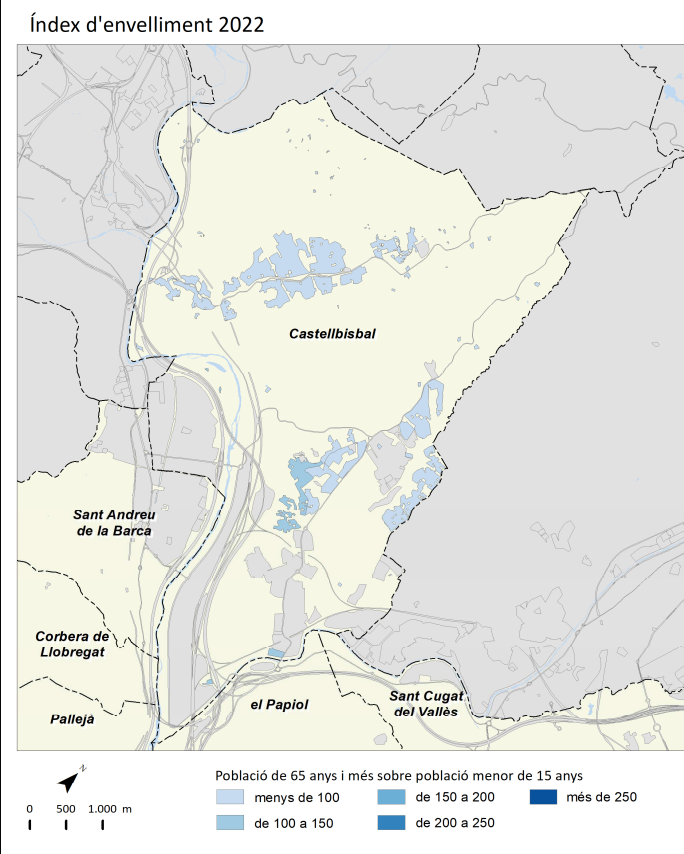 Índex d'envelliment 2022
Castellbisbal
Sant Andreu
de la Barca
Corbera de
Llobregat
Pallejà
el Papiol
Sant Cugat
del Vallès
N
0 500 1.000 m
Població de 65 anys i més sobre població menor de 15 anys
menys de 100
de 100 a 150
de 150 a 200
de 200 a 250
més de 250